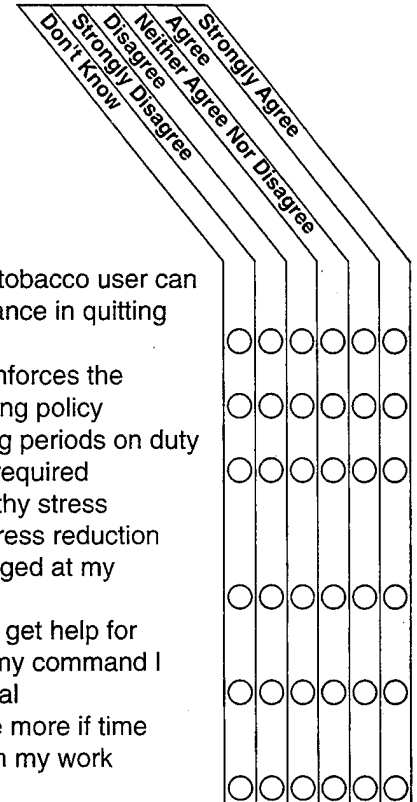 Strongly Agree
Agree
Neither Agree Nor Disagree
Disagree
Strongly Disagree
Don't Know
tobacco user can
ance in quitting
nforces the
ng policy
g periods on duty
required
thy stress
ress reduction
ged at my
get help for
my command I
al
e more if time
n my work